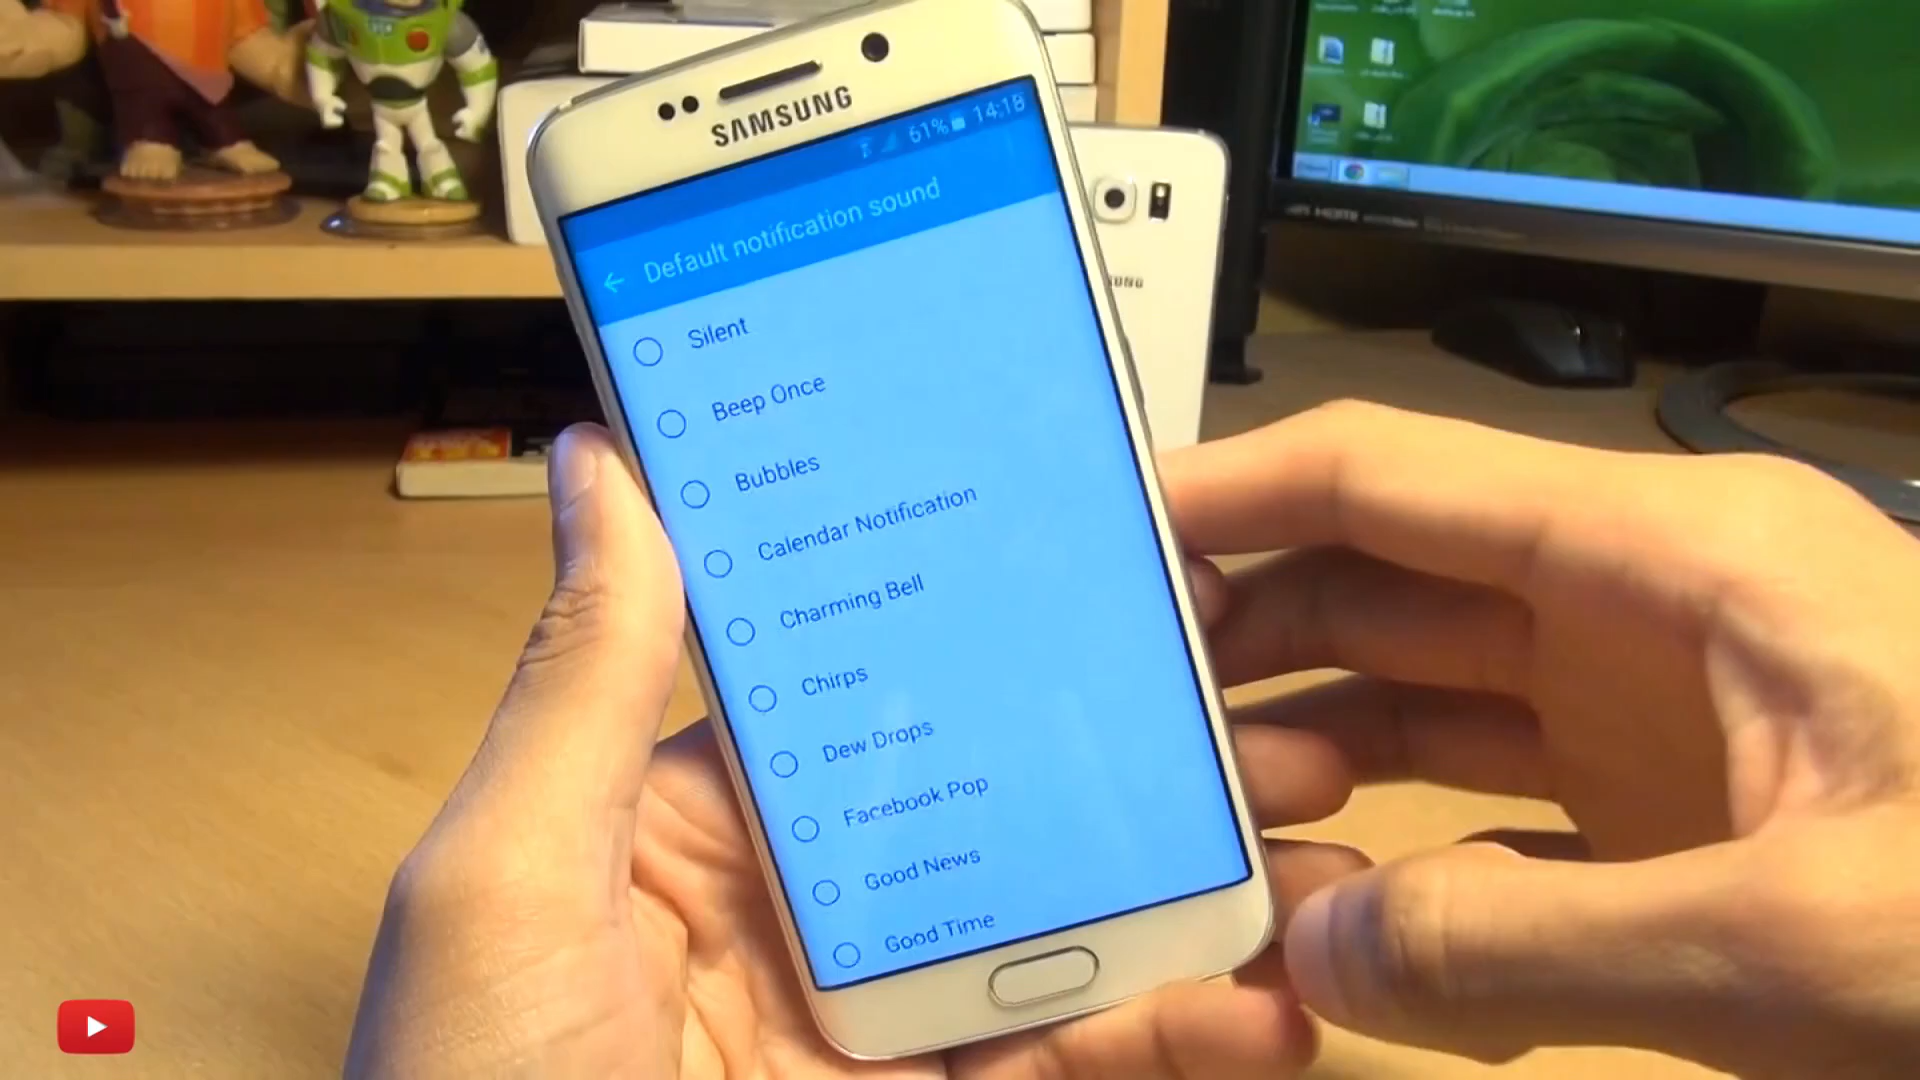 SAMSUNG
61% 14:18
Default notification sound
Silent
Beep Once
Bubbles
Calendar Notification
Charming Bell
Chirps
Dew Drops
Facebook Pop
Good News
Good Time
HDMI